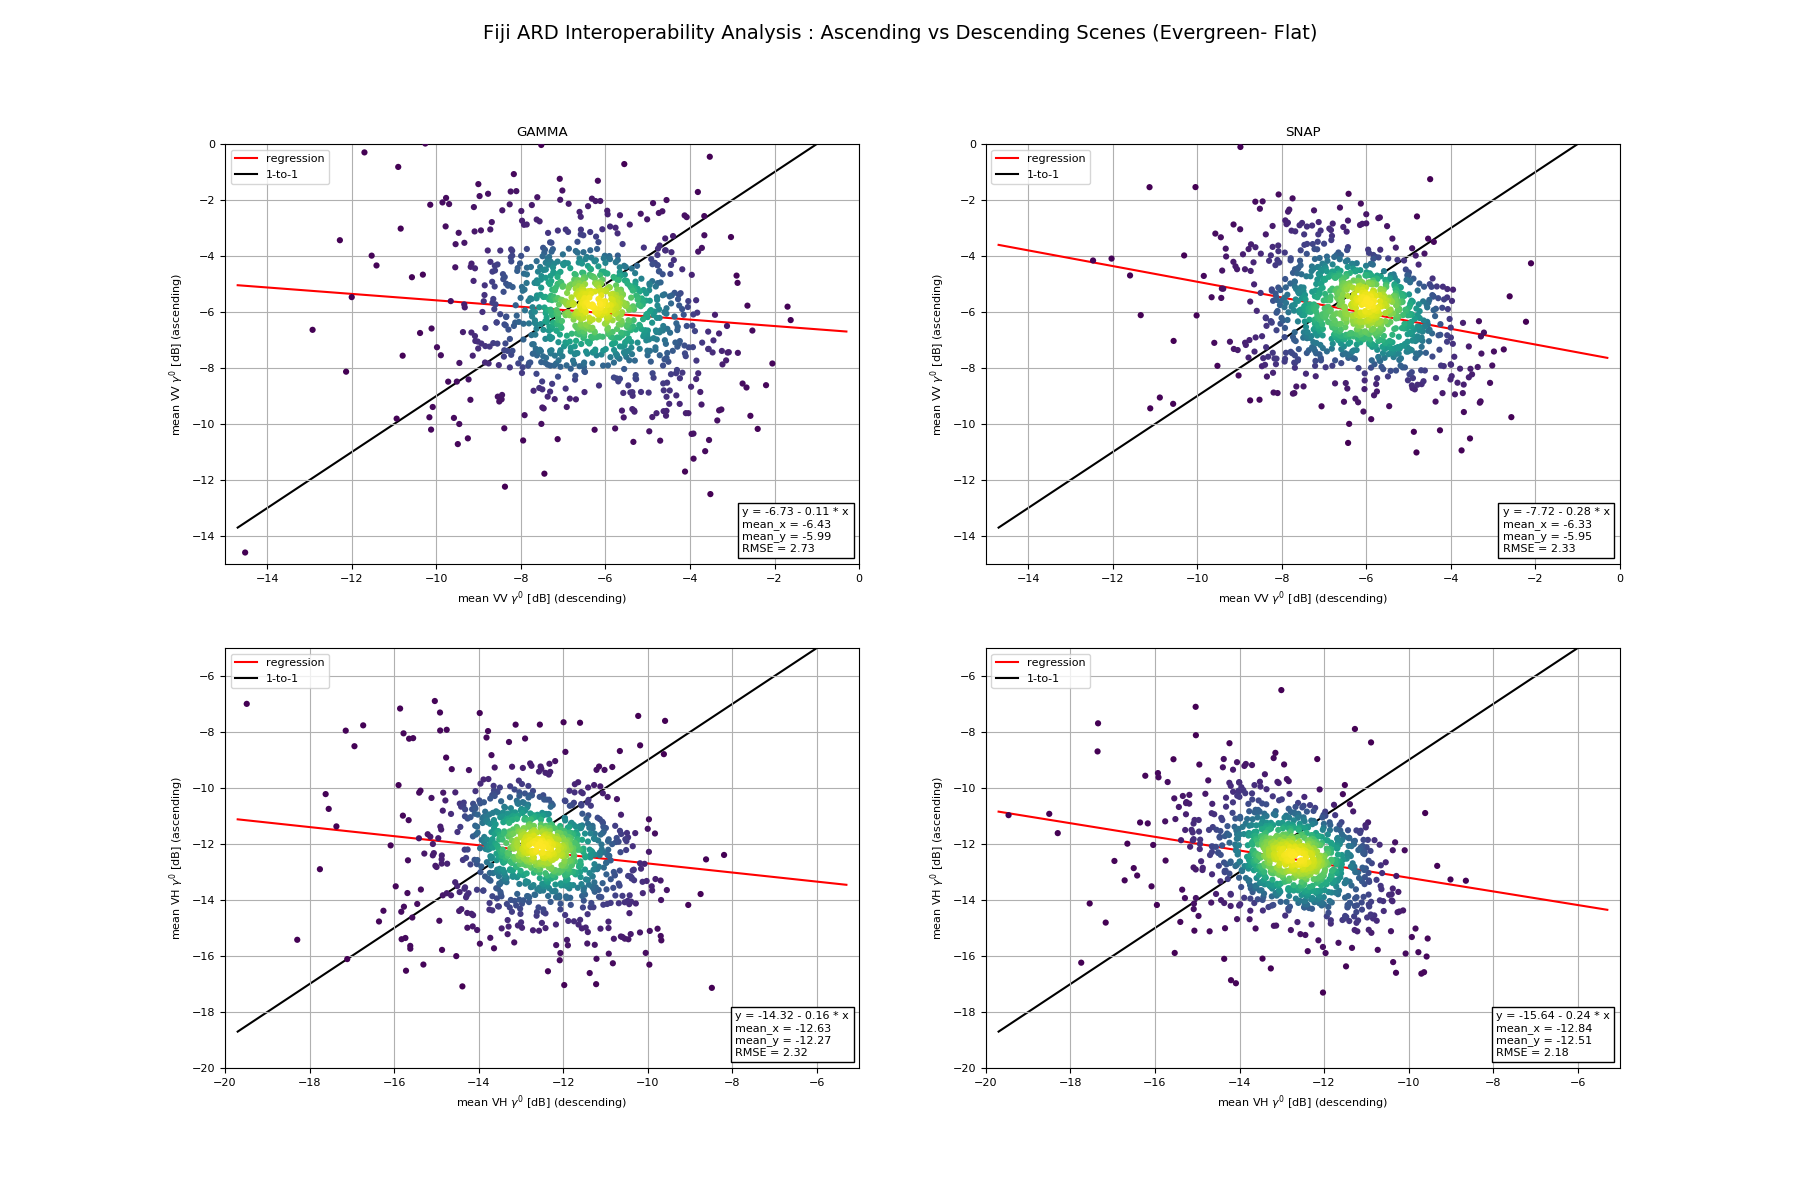 Fiji ARD Interoperability Analysis : Ascending vs Descending Scenes (Evergreen- Flat)
GAMMA
regression
1-to-1
0
−2
−4
−6
−8
−10
−12
−14
mean VV γ⁰ [dB] (ascending)
y = -6.73 - 0.11 * x
mean_x = -6.43
mean_y = -5.99
RMSE = 2.73
−14 −12 −10 −8 −6 −4 −2 0
mean VV γ⁰ [dB] (descending)
SNAP
regression
1-to-1
0
−2
−4
−6
−8
−10
−12
−14
mean VV γ⁰ [dB] (ascending)
y = -7.72 - 0.28 * x
mean_x = -6.33
mean_y = -5.95
RMSE = 2.33
−14 −12 −10 −8 −6 −4 −2 0
mean VV γ⁰ [dB] (descending)
regression
1-to-1
−6
−8
−10
−12
−14
−16
−18
−20
mean VH γ⁰ [dB] (ascending)
y = -14.32 - 0.16 * x
mean_x = -12.63
mean_y = -12.27
RMSE = 2.32
−20 −18 −16 −14 −12 −10 −8 −6
mean VH γ⁰ [dB] (descending)
regression
1-to-1
−6
−8
−10
−12
−14
−16
−18
−20
mean VH γ⁰ [dB] (ascending)
y = -15.64 - 0.24 * x
mean_x = -12.84
mean_y = -12.51
RMSE = 2.18
−20 −18 −16 −14 −12 −10 −8 −6
mean VH γ⁰ [dB] (descending)